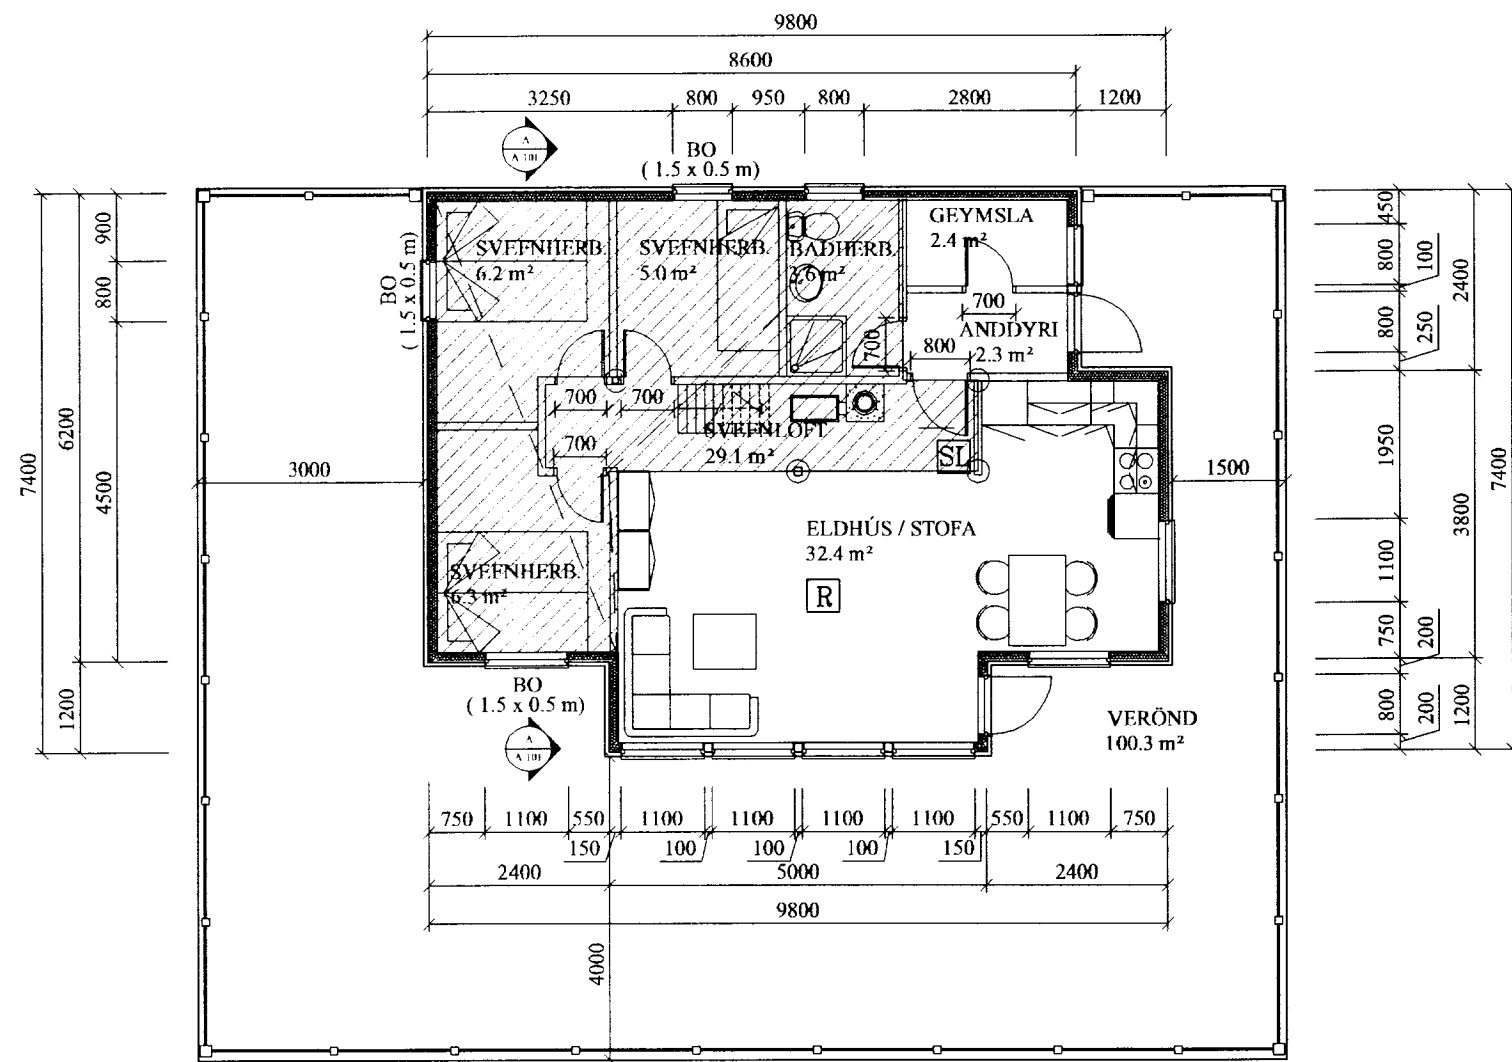 9800
8600
3250 800 950 800 2800 1200
A
A 101
BO
( 1.5 x 0.5 m)
BO
( 1.5 x 0.5 m)
900
800
4500
6200
1200
7400
3000
SVEFNHERB.
6.2 m²
SVEFNHERB.
5.0 m²
BAÐHERB.
3.6 m²
GEYMSLA
2.4 m²
700
ANDDYRI
2.3 m²
800
700
700 700
700
SVEFNLOFT
29.1 m²
SL
ELDHÚS / STOFA
32.4 m²
R
SVEFNHERB.
6.3 m²
1500
450
800
100
800
250
1950
1100
750
200
800
200
2400
3800
1200
7400
BO
( 1.5 x 0.5 m)
A
A 101
VERÖND
100.3 m²
750 1100 550 1100 1100 1100 1100 550 1100 750
150 100 100 100 150
2400 5000 2400
9800
4000